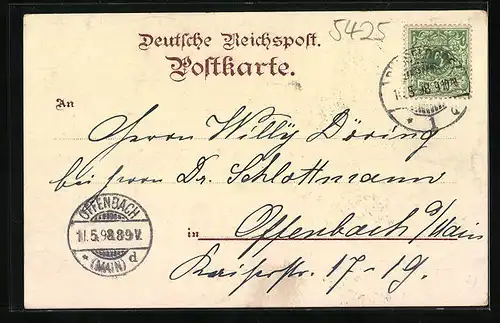 5425
Deutsche Reichspost.
Postkarte.
An
Herrn Willy Döring
bei Herrn Dr. Schlottmann
in Offenbach a/Main
Kaiserstr. 17-19.
OFFENBACH
11.5.98.8-9V.
* (MAIN) d